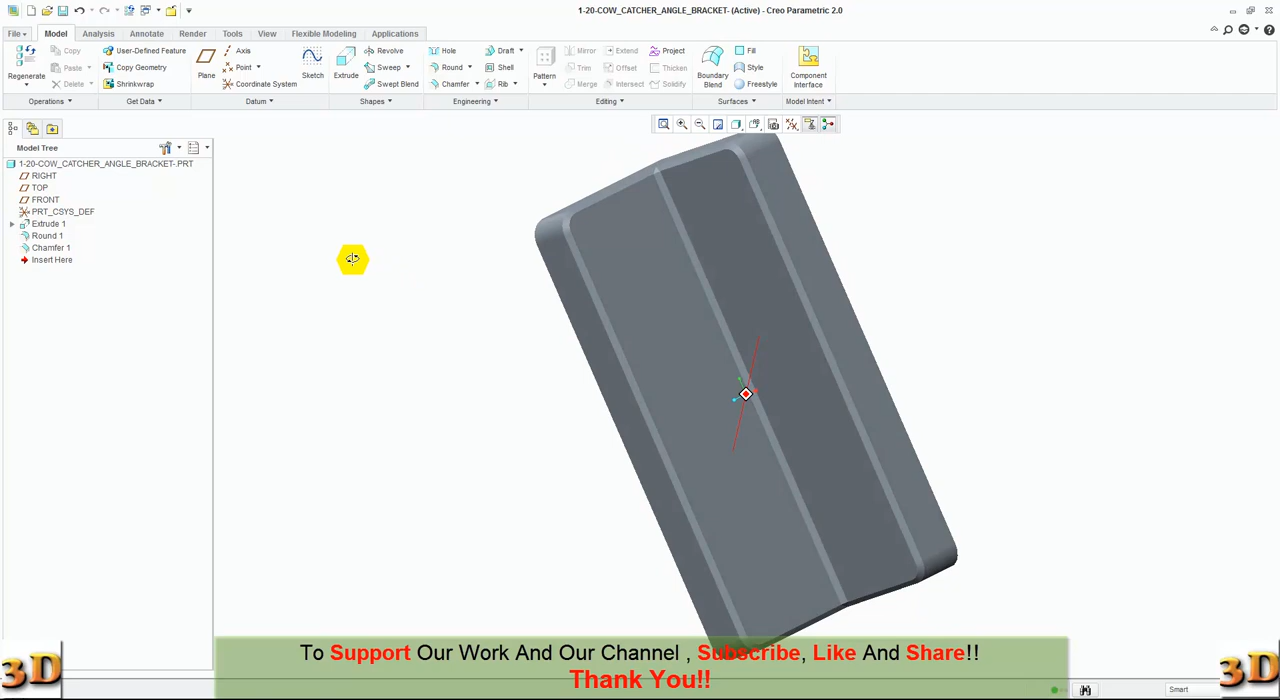 1-20-COW_CATCHER_ANGLE_BRACKET- (Active) - Creo Parametric 2.0
File Model Analysis Annotate Render Tools View Flexible Modeling Applications
Copy User-Defined Feature Axis Revolve Hole Draft Mirror Extend Project Fill
Paste Copy Geometry Point Sweep Round Shell Trim Offset Thicken Style
Regenerate Delete Shrinkwrap Plane Coordinate System Sketch Extrude Swept Blend Chamfer Rib Pattern Merge Intersect Solidify Boundary Blend Freestyle Component Interface
Operations Get Data Datum Shapes Engineering Editing Surfaces Model Intent
Model Tree
1-20-COW_CATCHER_ANGLE_BRACKET-.PRT
RIGHT
TOP
FRONT
PRT_CSYS_DEF
Extrude 1
Round 1
Chamfer 1
Insert Here
To Support Our Work And Our Channel , Subscribe, Like And Share!!
Thank You!!
3D
3D
Smart